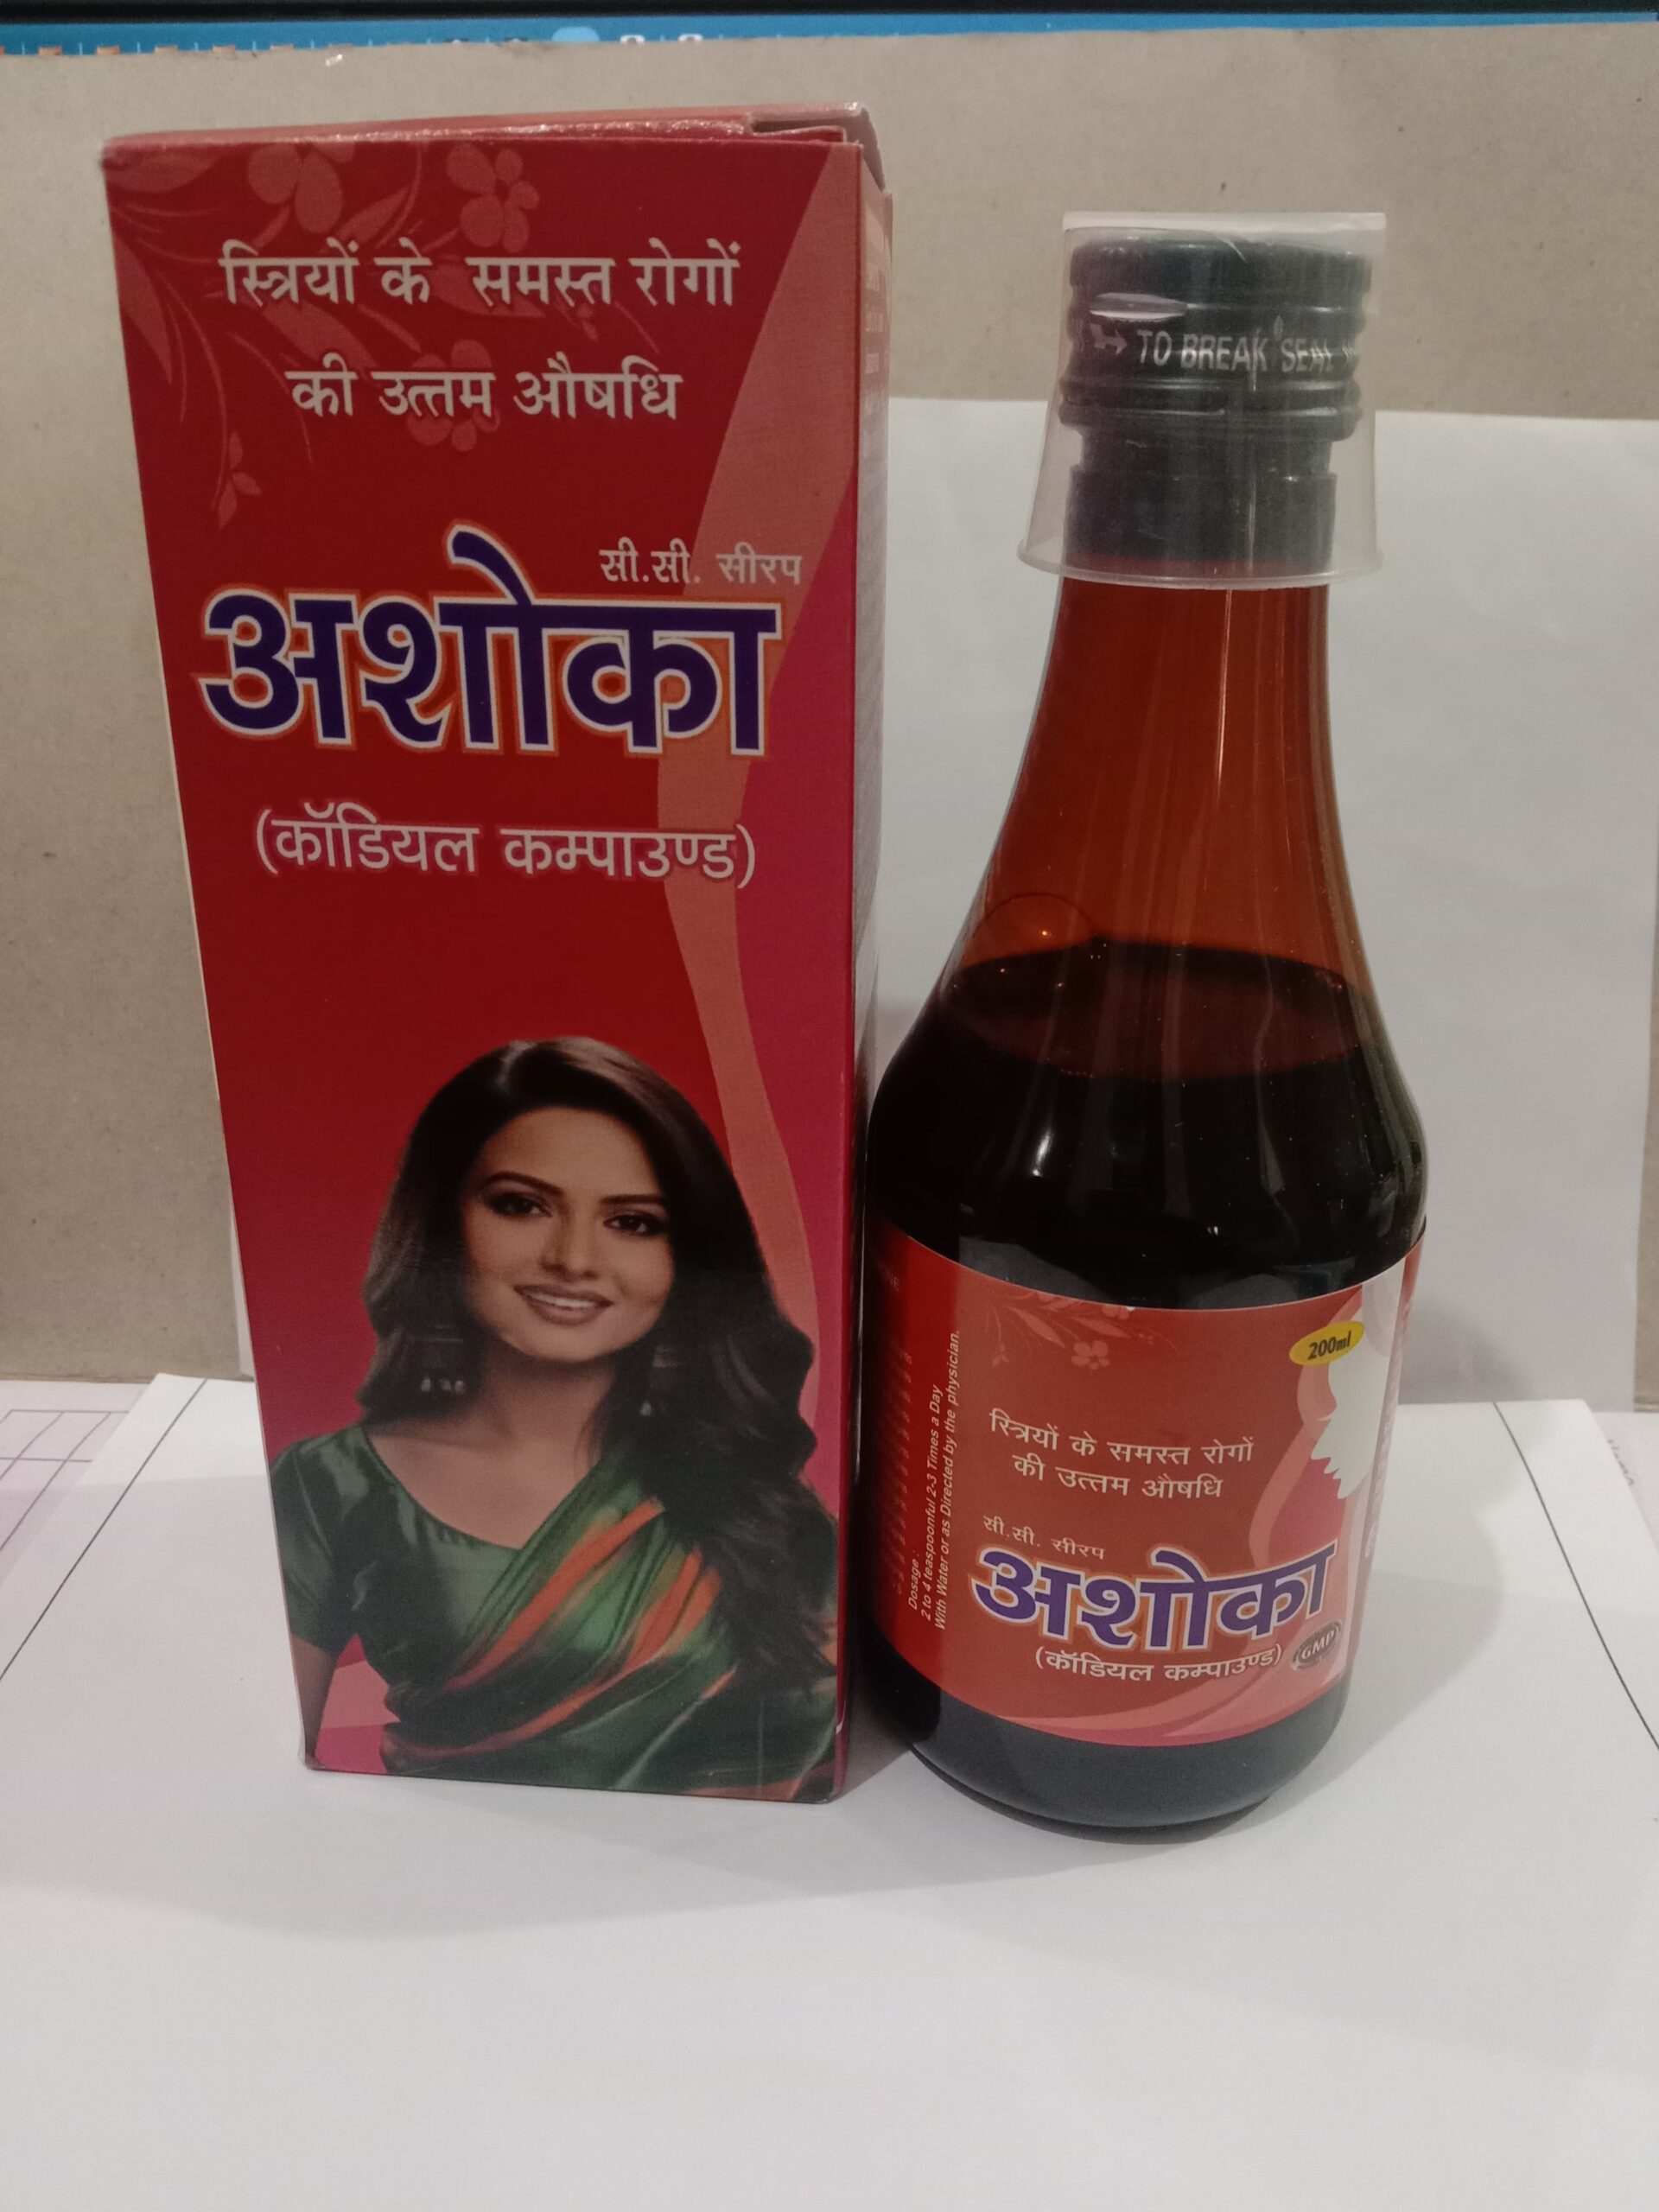 स्त्रियों के समस्त रोगों
की उत्तम औषधि
सी.सी. सीरप
अशोका
(कॉडियल कम्पाउण्ड)
TO BREAK SEAL
200ml
स्त्रियों के समस्त रोगों
की उत्तम औषधि
सी.सी. सीरप
अशोका
(कॉडियल कम्पाउण्ड)
GMP
Dosage :
2 to 4 teaspoonful 2-3 Times a Day
With Water or as Directed by the physician.